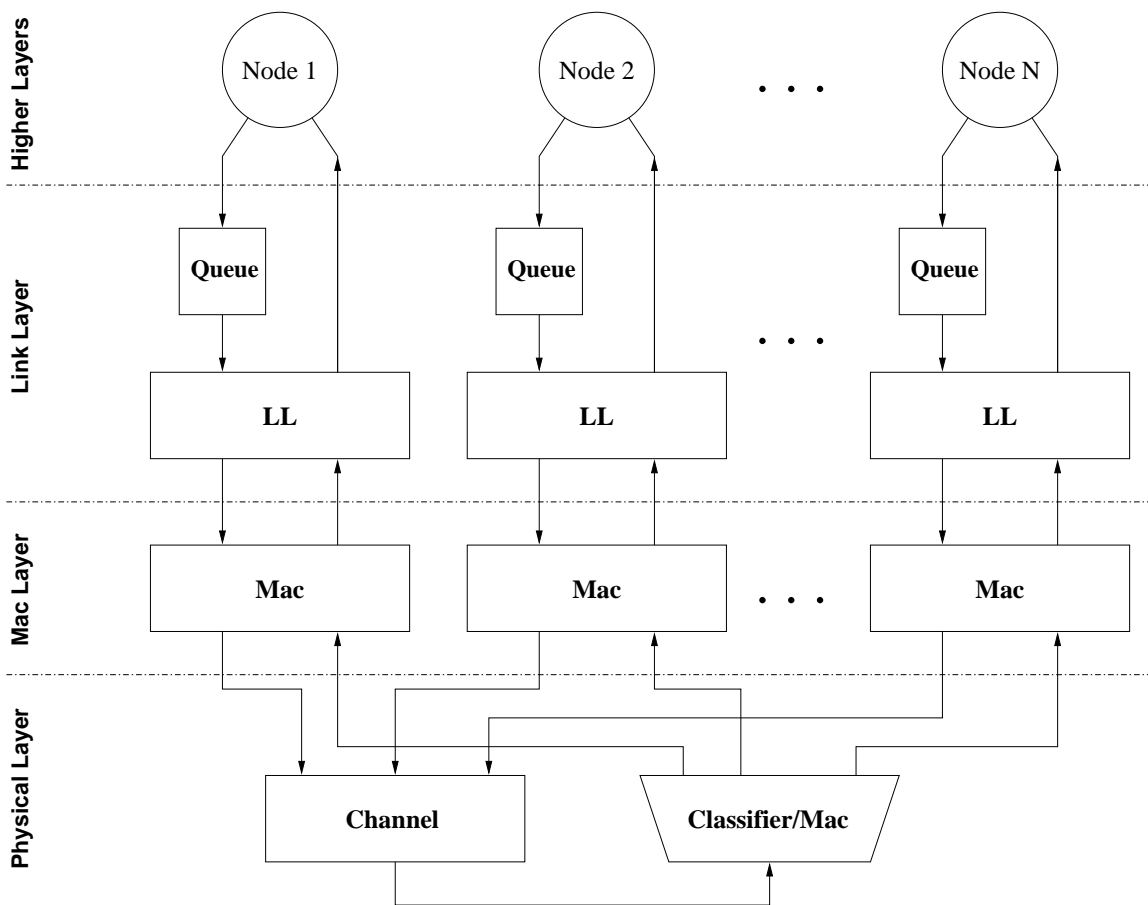 Higher Layers
Node 1
Node 2
. . .
Node N
Link Layer
Queue
Queue
Queue
. . .
LL
LL
LL
Mac Layer
Mac
Mac
. . .
Mac
Physical Layer
Channel
Classifier/Mac